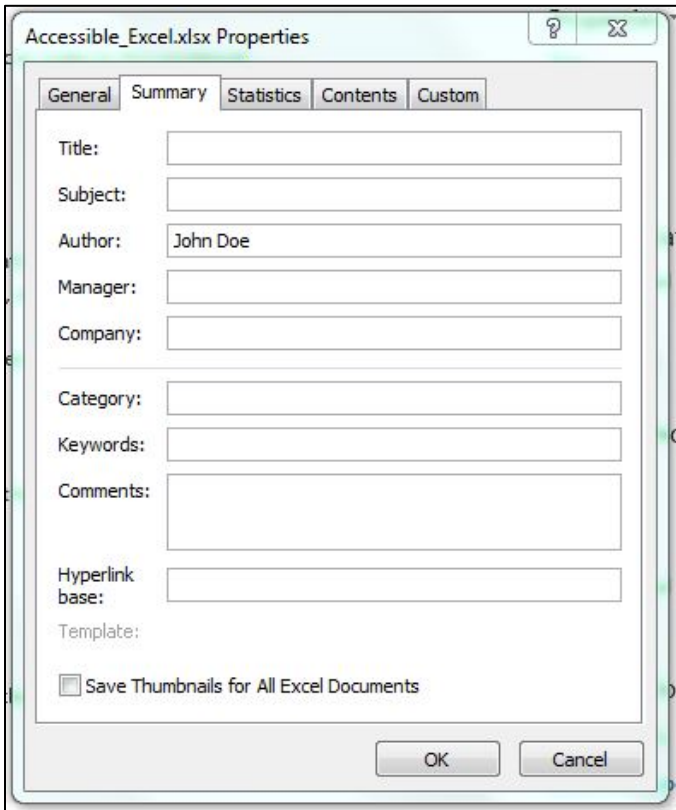 Accessible_Excel.xlsx Properties
General Summary Statistics Contents Custom
Title:
Subject:
Author: John Doe
Manager:
Company:
Category:
Keywords:
Comments:
Hyperlink
base:
Template:
Save Thumbnails for All Excel Documents
OK Cancel